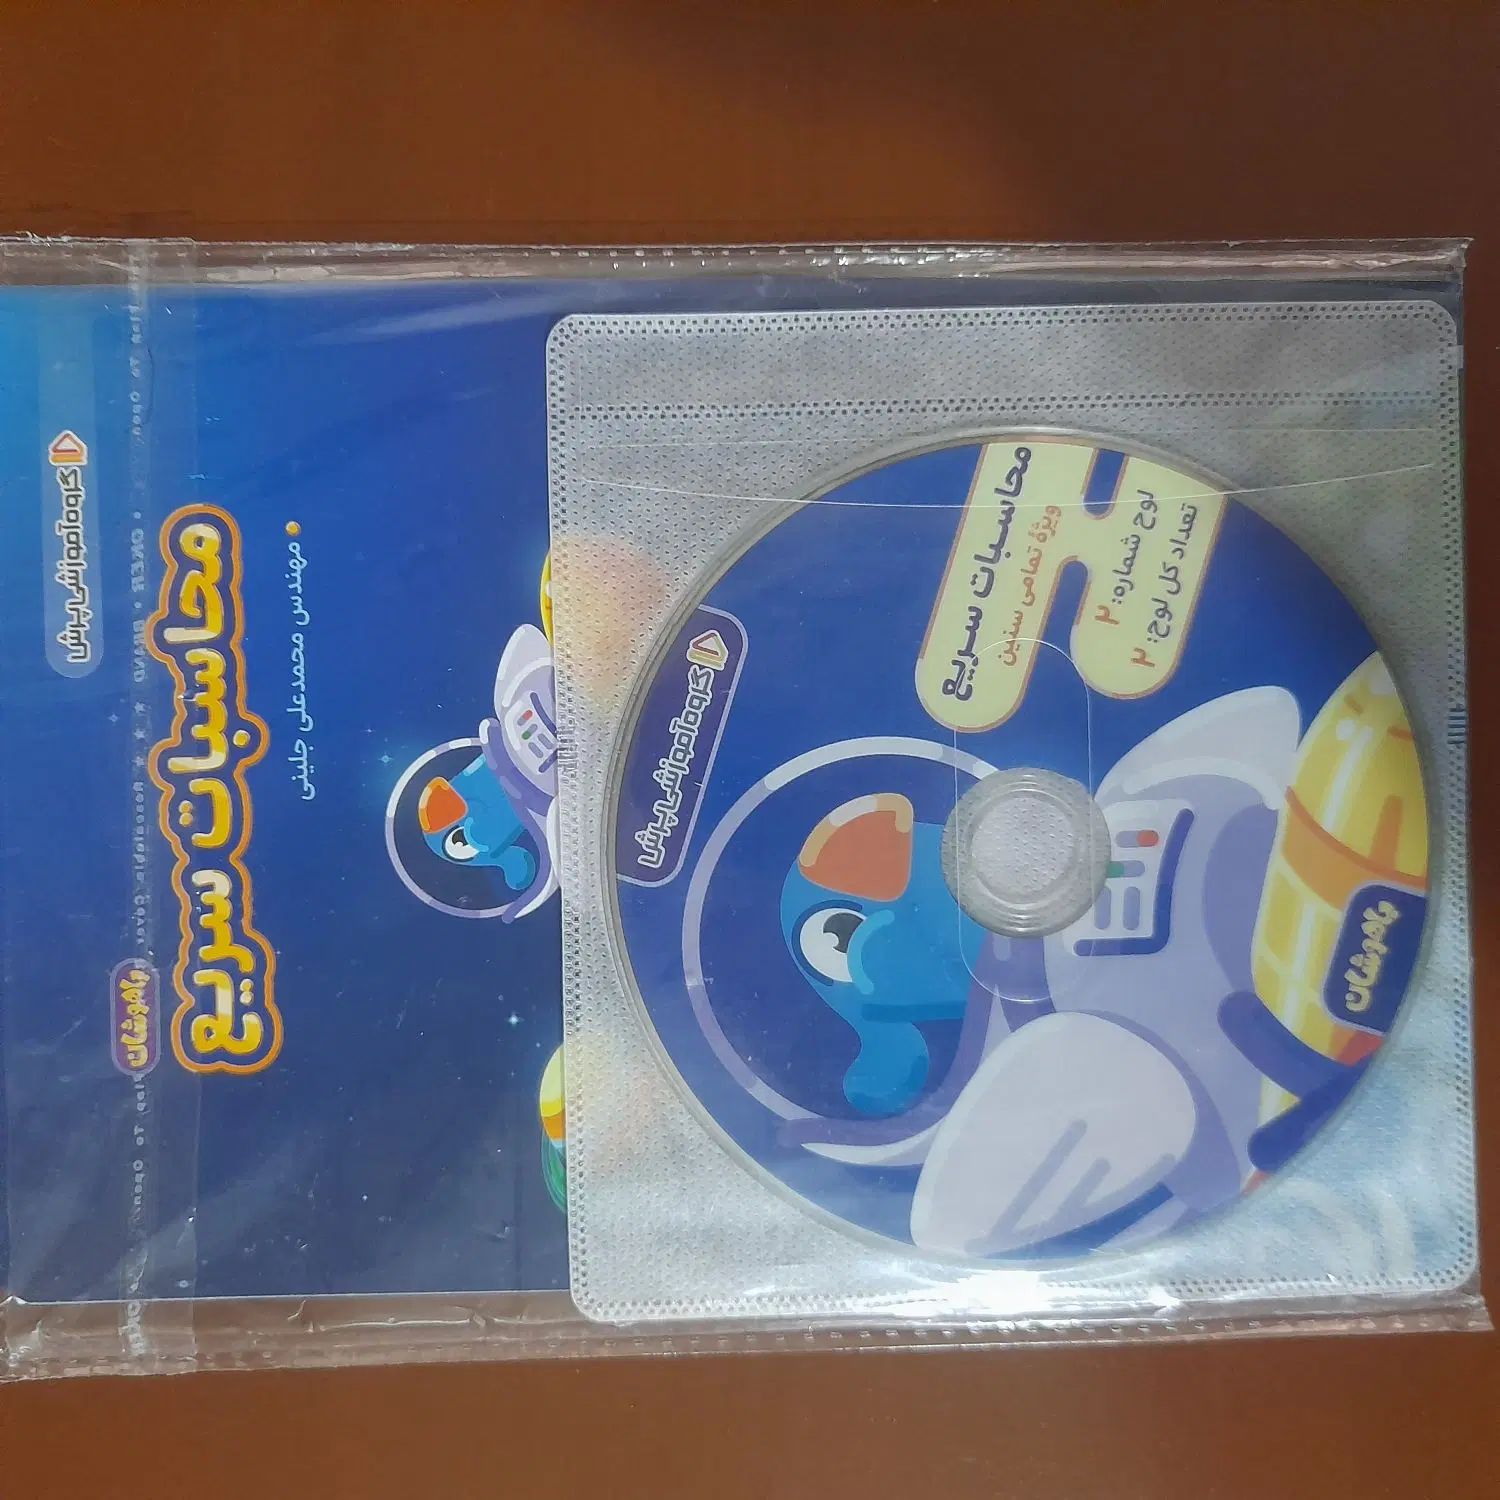 گروه آموزشی پرش
باهوشان
محاسبات سریع
مهندس محمدعلی جلینی
محاسبات سریع
ویژهٔ تمامی سنین
لوح شماره: ۲
تعداد کل لوح: ۲
گروه آموزشی پرش
باهوشان